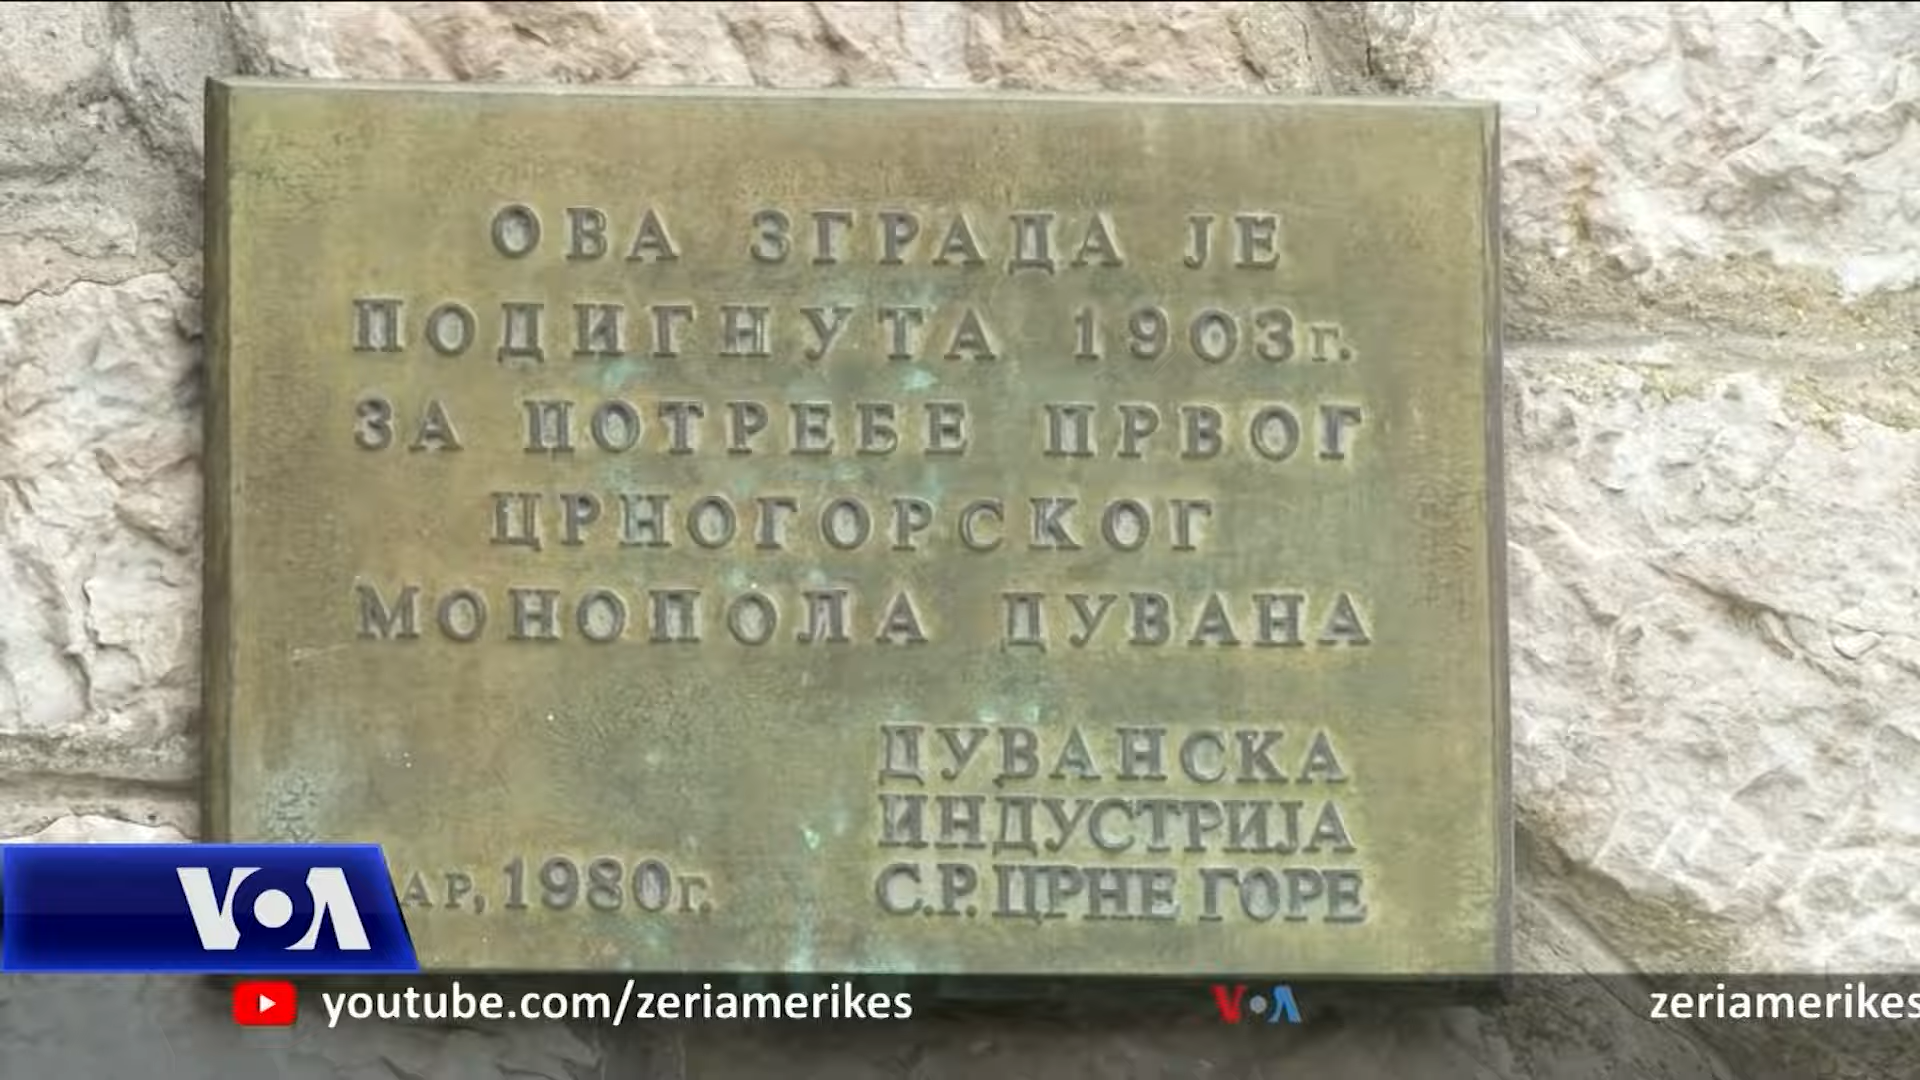 ОВА ЗГРАДА ЈЕ
ПОДИГНУТА 1903г.
ЗА ПОТРЕБЕ ПРВОГ
ЦРНОГОРСКОГ
МОНОПОЛА ДУВАНА
ДУВАНСКА
ИНДУСТРИЈА
С.Р. ЦРНЕ ГОРЕ
1980г.
VOA
youtube.com/zeriamerikes
VOA
zeriamerikes